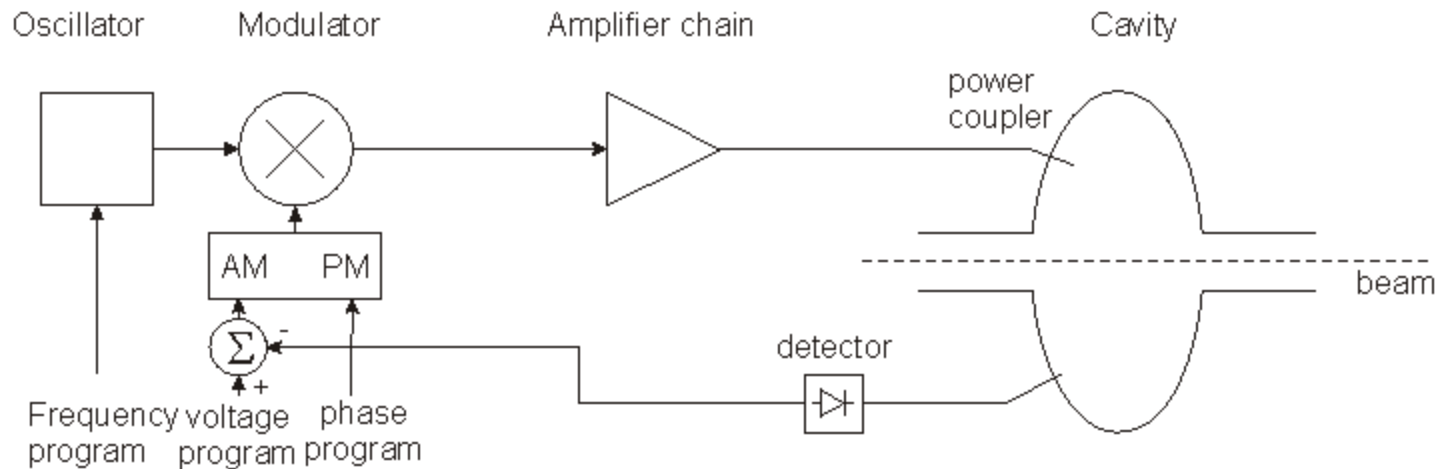 Oscillator
Modulator
Amplifier chain
Cavity
power
coupler
AM PM
beam
Σ
-
+
detector
Frequency
program
voltage
program
phase
program